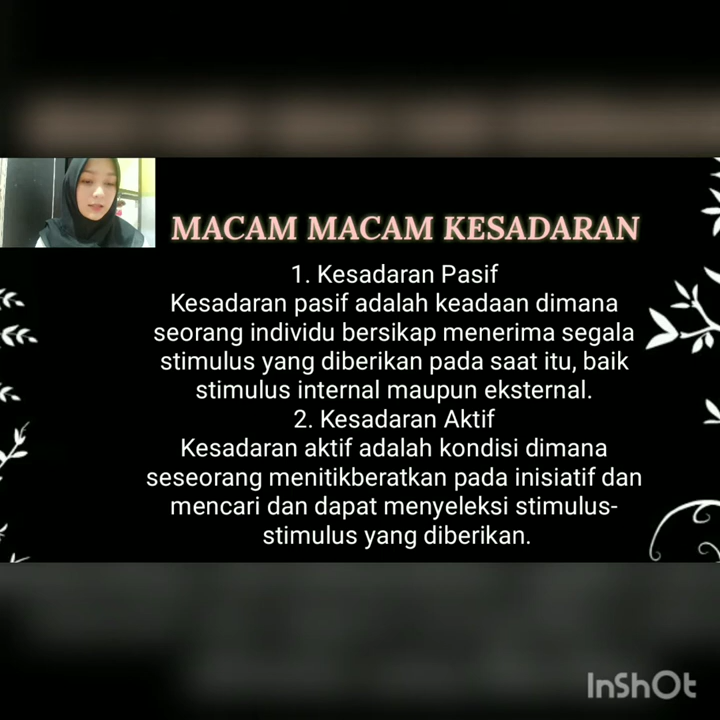 MACAM MACAM KESADARAN
1. Kesadaran Pasif
Kesadaran pasif adalah keadaan dimana
seorang individu bersikap menerima segala
stimulus yang diberikan pada saat itu, baik
stimulus internal maupun eksternal.
2. Kesadaran Aktif
Kesadaran aktif adalah kondisi dimana
seseorang menitikberatkan pada inisiatif dan
mencari dan dapat menyeleksi stimulus-
stimulus yang diberikan.
InShOt